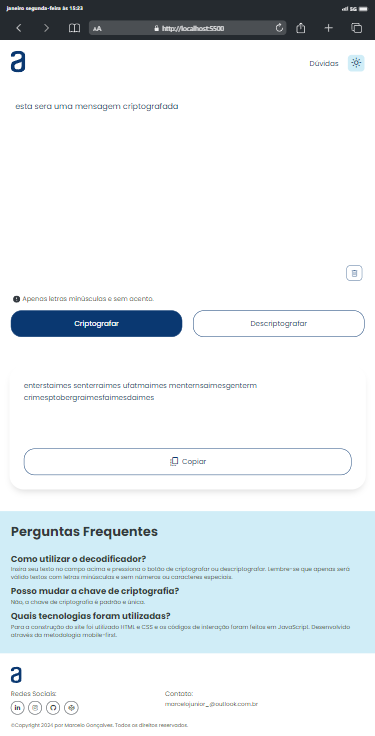 janeiro segunda-feira às 15:23
5G
AA
http://localhost:5500
a
Dúvidas
esta sera uma mensagem criptografada
Apenas letras minúsculas e sem acento.
Criptografar
Descriptografar
enterstaimes senterraimes ufatmaimes menternsaimesgenterm
crimesptobergraimesfaimesdaimes
Copiar
Perguntas Frequentes
Como utilizar o decodificador?
Insira seu texto no campo acima e pressiona o botão de criptografar ou descriptografar. Lembre-se que apenas será
válido textos com letras minúsculas e sem números ou caracteres especiais.
Posso mudar a chave de criptografia?
Não, a chave de criptografia é padrão e única.
Quais tecnologias foram utilizadas?
Para a construção do site foi utilizado HTML e CSS e os códigos de interação foram feitos em JavaScript. Desenvolvido
através da metodologia mobile-first.
a
Redes Sociais:
Contato:
marcelojunior_@outlook.com.br
in
©Copyright 2024 por Marcelo Gonçalves. Todos os direitos reservados.